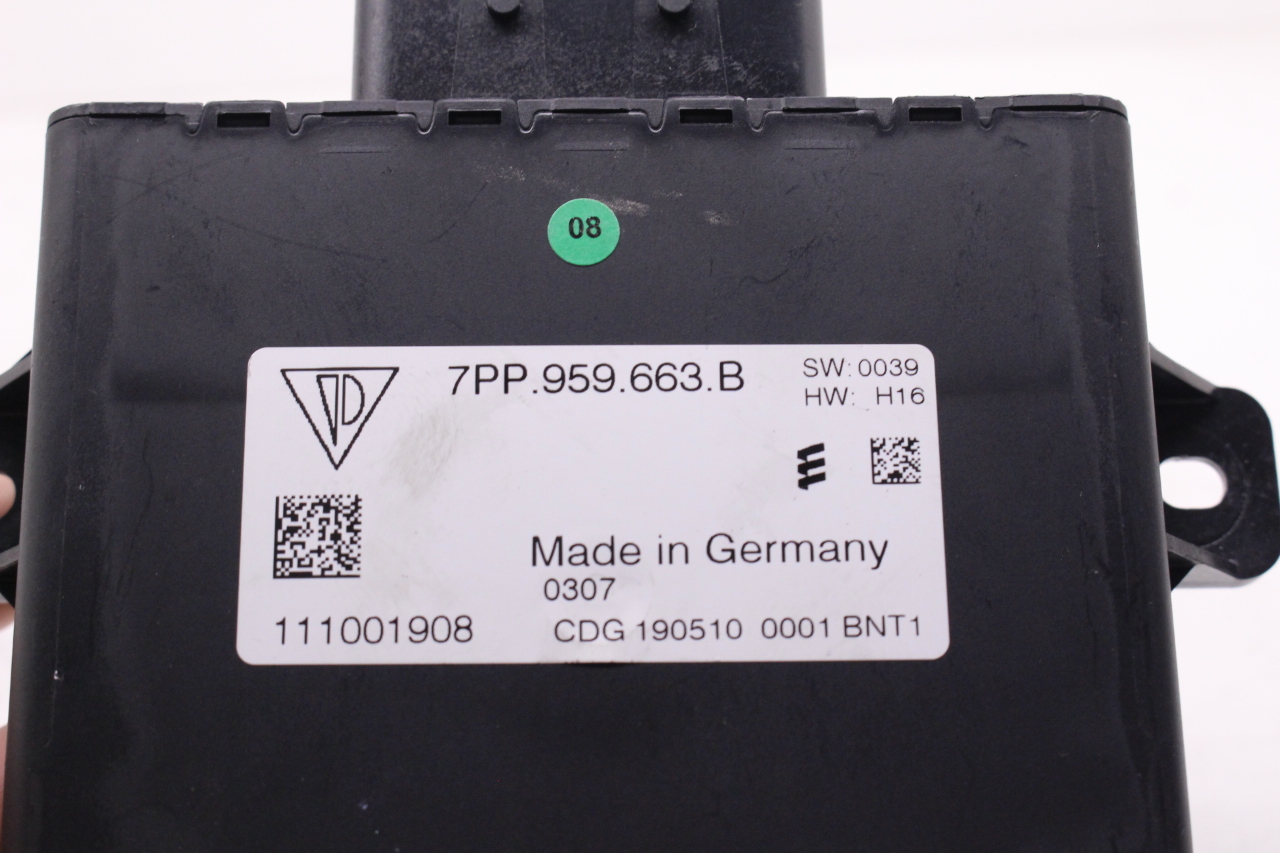 08
7PP.959.663.B
SW: 0039
HW: H16
Made in Germany
0307
111001908
CDG 190510 0001 BNT1